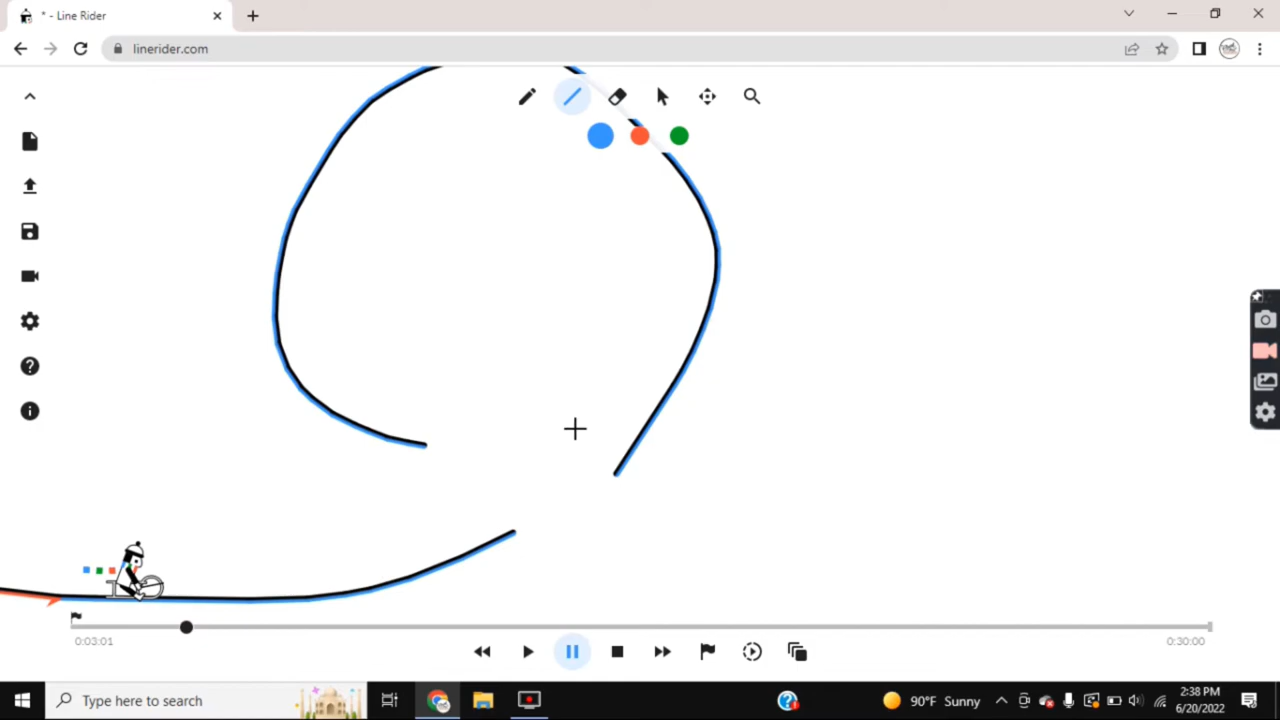 * - Line Rider
linerider.com
0:03:01
0:30:00
Type here to search
90°F Sunny
2:38 PM
6/20/2022